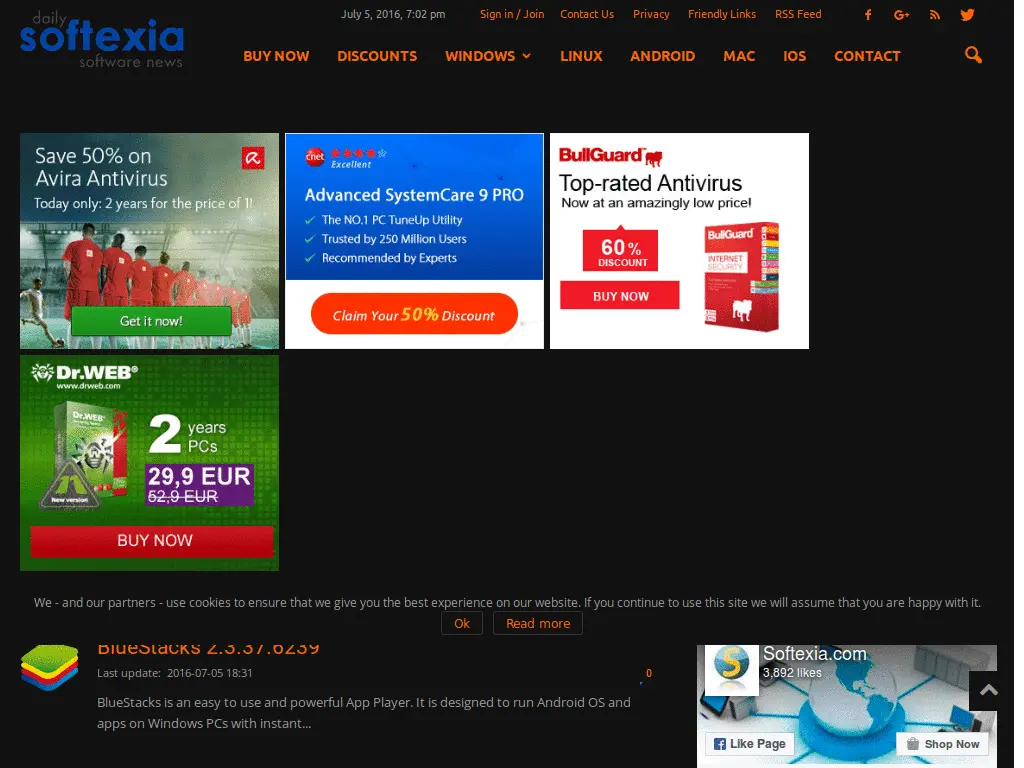 daily
softexia
software news
July 5, 2016, 7:02 pm
Sign in / Join
Contact Us
Privacy
Friendly Links
RSS Feed
BUY NOW
DISCOUNTS
WINDOWS
LINUX
ANDROID
MAC
IOS
CONTACT
Save 50% on
Avira Antivirus
Today only: 2 years for the price of 1!
Get it now!
cnet
Excellent
Advanced SystemCare 9 PRO
The NO.1 PC TuneUp Utility
Trusted by 250 Million Users
Recommended by Experts
Claim Your 50% Discount
BullGuard
Top-rated Antivirus
Now at an amazingly low price!
60%
DISCOUNT
BUY NOW
BullGuard
INTERNET
SECURITY
Dr.WEB®
www.drweb.com
Dr.WEB
New version
2 years
PCs
29,9 EUR
52,9 EUR
BUY NOW
We - and our partners - use cookies to ensure that we give you the best experience on our website. If you continue to use this site we will assume that you are happy with it.
Ok
Read more
BlueStacks 2.3.37.6239
Last update: 2016-07-05 18:31
0
BlueStacks is an easy to use and powerful App Player. It is designed to run Android OS and
apps on Windows PCs with instant...
Softexia.com
3,892 likes
Like Page
Shop Now